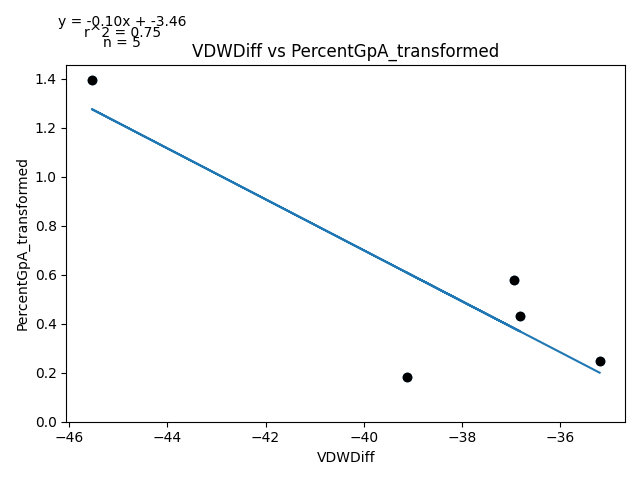 y = -0.10x + -3.46
r^2 = 0.75
n = 5
VDWDiff vs PercentGpA_transformed
1.4
1.2
1.0
0.8
0.6
0.4
0.2
0.0
PercentGpA_transformed
−46 −44 −42 −40 −38 −36
VDWDiff